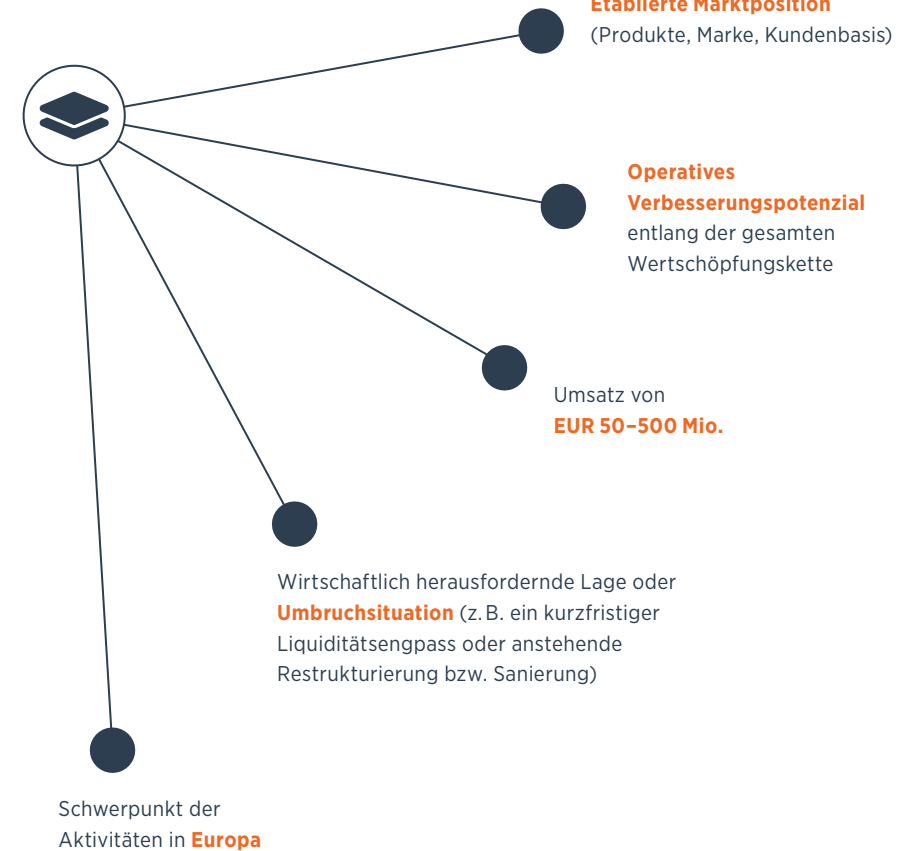 Etablierte Marktposition
(Produkte, Marke, Kundenbasis)
Operatives
Verbesserungspotenzial
entlang der gesamten
Wertschöpfungskette
Umsatz von
EUR 50–500 Mio.
Wirtschaftlich herausfordernde Lage oder
Umbruchsituation (z. B. ein kurzfristiger
Liquiditätsengpass oder anstehende
Restrukturierung bzw. Sanierung)
Schwerpunkt der
Aktivitäten in Europa